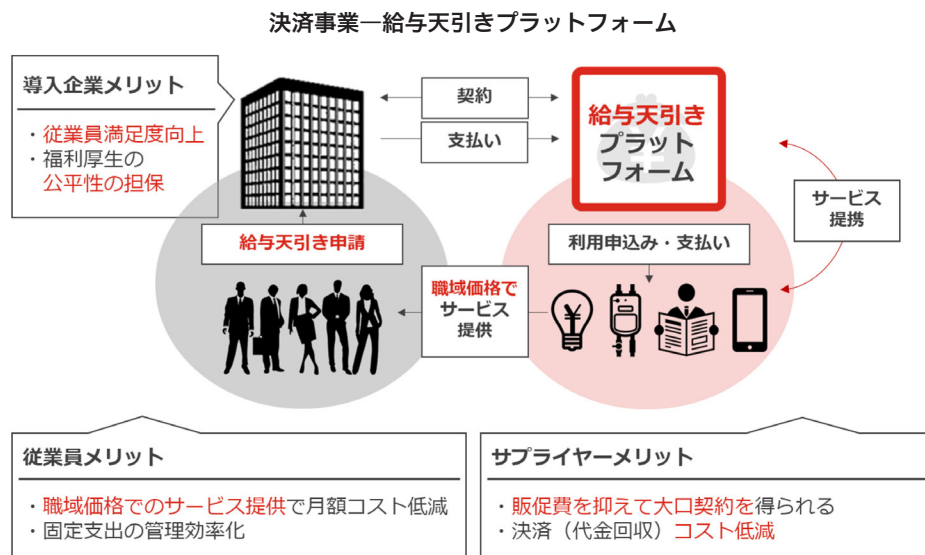 決済事業―給与天引きプラットフォーム
導入企業メリット
・従業員満足度向上
・福利厚生の
公平性の担保
契約
支払い
給与天引き
プラット
フォーム
サービス
提携
給与天引き申請
利用申込み・支払い
職域価格で
サービス
提供
従業員メリット
・職域価格でのサービス提供で月額コスト低減
・固定支出の管理効率化
サプライヤーメリット
・販促費を抑えて大口契約を得られる
・決済（代金回収）コスト低減